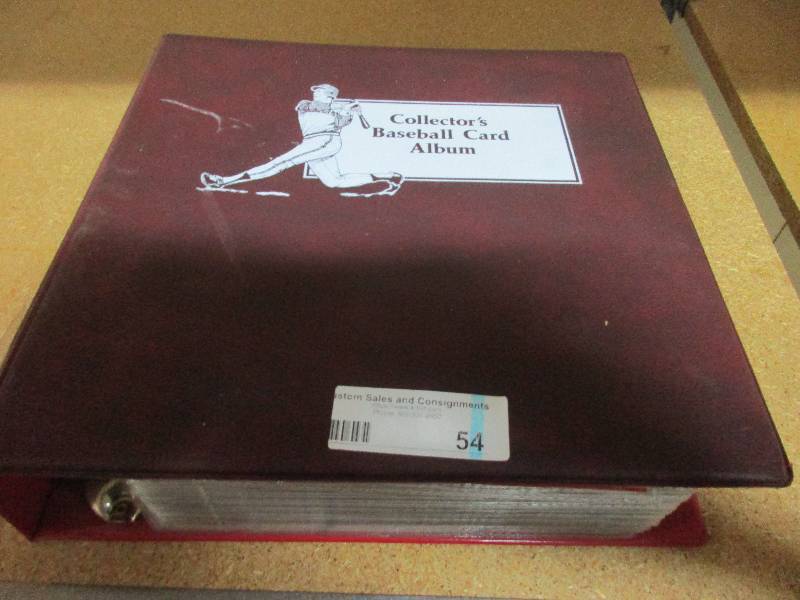 Collector's
Baseball Card
Album
stom Sales and Consignments
54